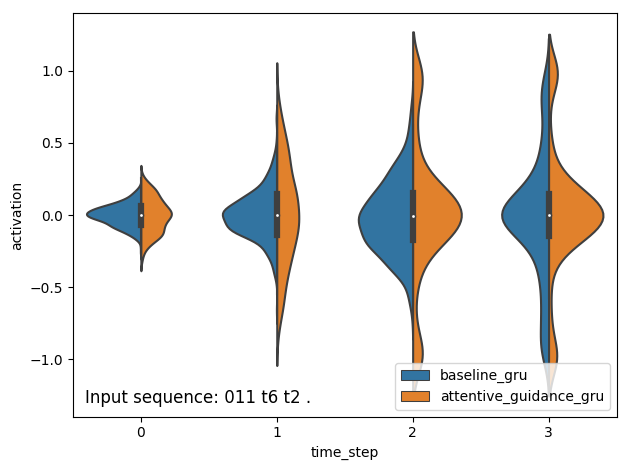 1.0
0.5
0.0
−0.5
−1.0
activation
Input sequence: 011 t6 t2 .
baseline_gru
attentive_guidance_gru
0 1 2 3
time_step